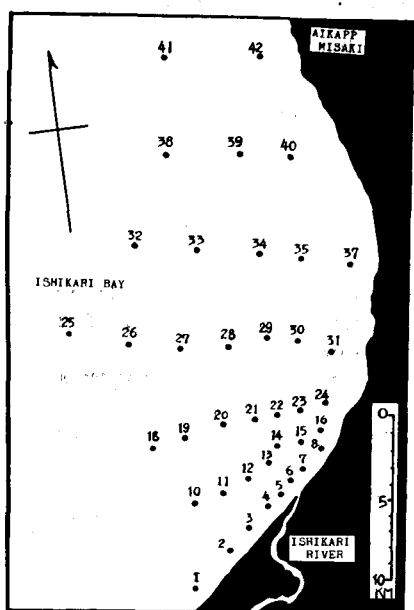 AIKAPP
MISAKI
41 42
38 39 40
32 33 34 35 37
ISHIKARI BAY
25 26 27 28 29 30 31
24
18 19 20 21 22 23 16
14 15 8
13 7
12 6
10 11 5
4
3
2
1
0
5
10
KM
ISHIKARI
RIVER